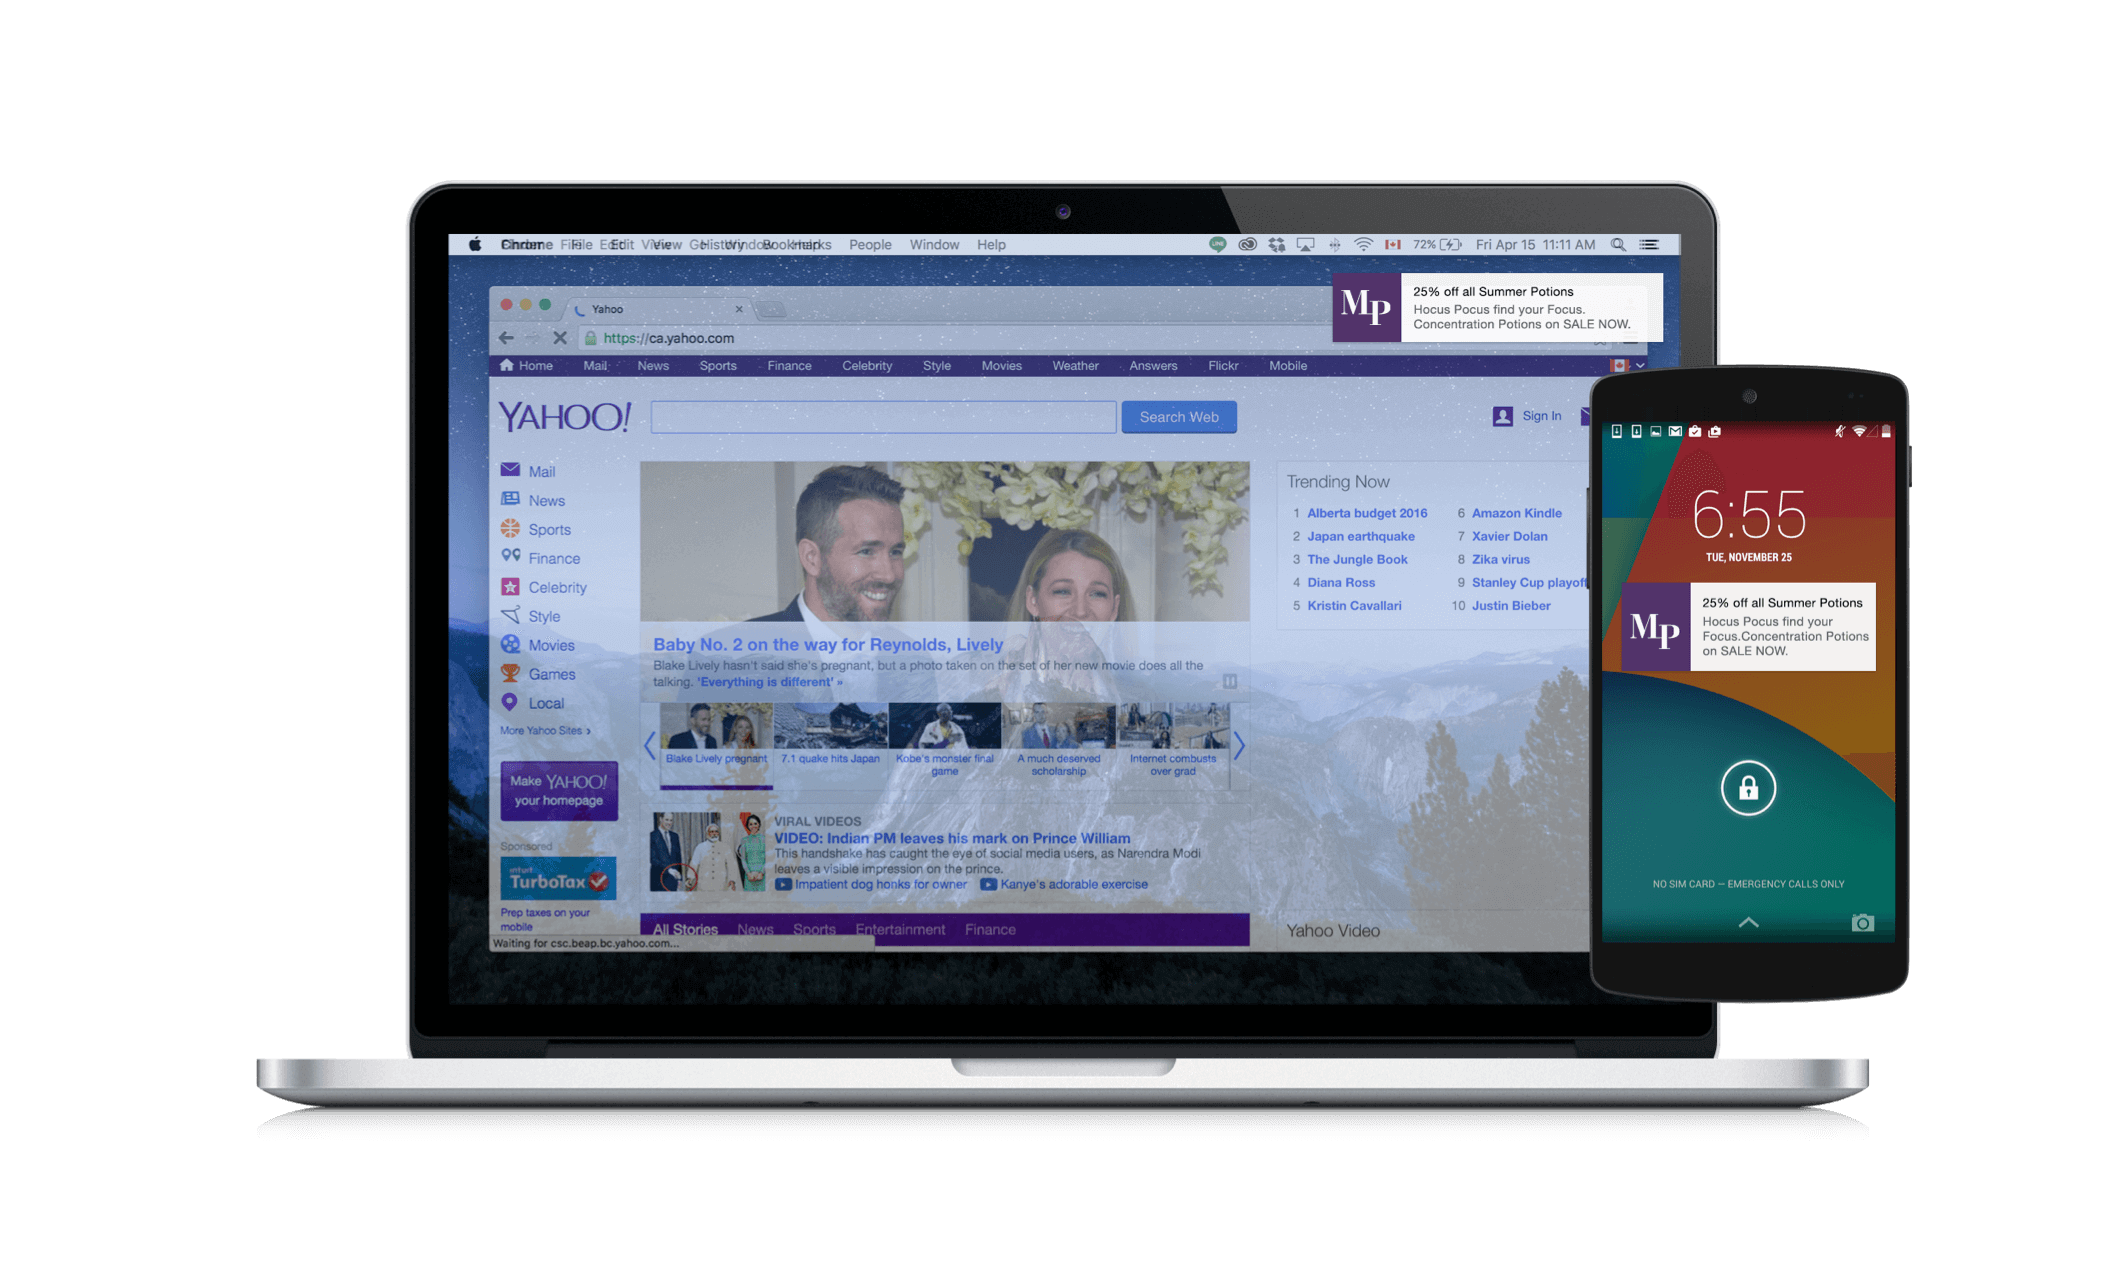 Chrome File Edit View History Bookmarks People Window Help
72% Fri Apr 15 11:11 AM
Yahoo
https://ca.yahoo.com
MP
25% off all Summer Potions
Hocus Pocus find your Focus.
Concentration Potions on SALE NOW.
Home Mail News Sports Finance Celebrity Style Movies Weather Answers Flickr Mobile
YAHOO!
Search Web
Sign In
Mail
News
Sports
Finance
Celebrity
Style
Movies
Games
Local
More Yahoo Sites ›
Make YAHOO!
your homepage
Sponsored
intuit
TurboTax
Prep taxes on your
mobile
Waiting for csc.beap.bc.yahoo.com...
Baby No. 2 on the way for Reynolds, Lively
Blake Lively hasn't said she's pregnant, but a photo taken on the set of her new movie does all the
talking. 'Everything is different' »
Blake Lively pregnant
7.1 quake hits Japan
Kobe's monster final
game
A much deserved
scholarship
Internet combusts
over grad
VIRAL VIDEOS
VIDEO: Indian PM leaves his mark on Prince William
This handshake has caught the eye of social media users, as Narendra Modi
leaves a visible impression on the prince.
Impatient dog honks for owner Kanye's adorable exercise
All Stories News Sports Entertainment Finance
Trending Now
1 Alberta budget 2016
2 Japan earthquake
3 The Jungle Book
4 Diana Ross
5 Kristin Cavallari
6 Amazon Kindle
7 Xavier Dolan
8 Zika virus
9 Stanley Cup playoff
10 Justin Bieber
Yahoo Video
6:55
TUE, NOVEMBER 25
MP
25% off all Summer Potions
Hocus Pocus find your
Focus.Concentration Potions
on SALE NOW.
NO SIM CARD — EMERGENCY CALLS ONLY